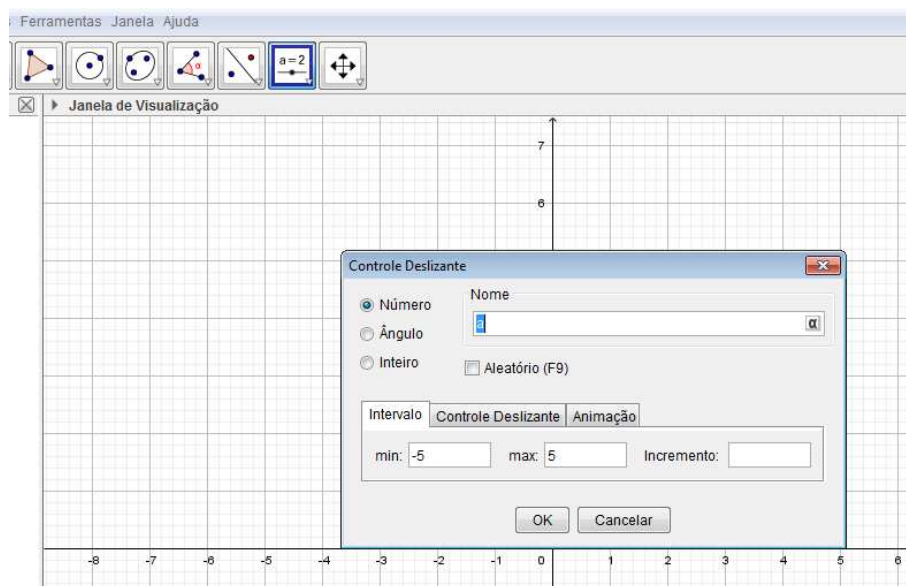 Ferramentas Janela Ajuda
α
a=2
Janela de Visualização
7
6
Controle Deslizante
Número
Nome
a
α
Ângulo
Inteiro
Aleatório (F9)
Intervalo Controle Deslizante Animação
min: -5 max: 5 Incremento:
OK Cancelar
-8 -7 -6 -5 -4 -3 -2 -1 0 1 2 3 4 5 6